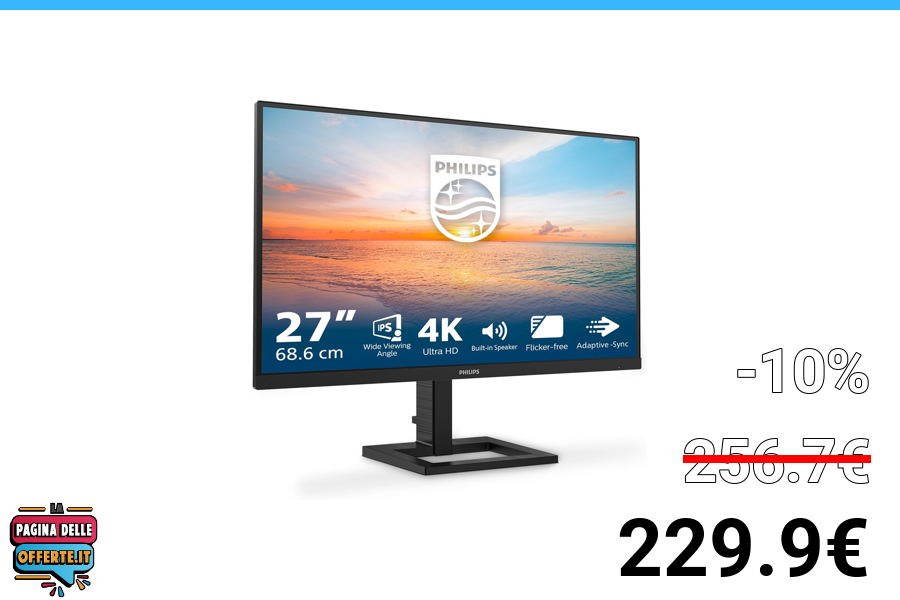 PHILIPS
27”
68.6 cm
IPS
Wide Viewing
Angle
4K
Ultra HD
Built-in Speaker
Flicker-free
Adaptive -Sync
PHILIPS
-10%
256.7€
229.9€
LA
PAGINA DELLE
OFFERTE.IT